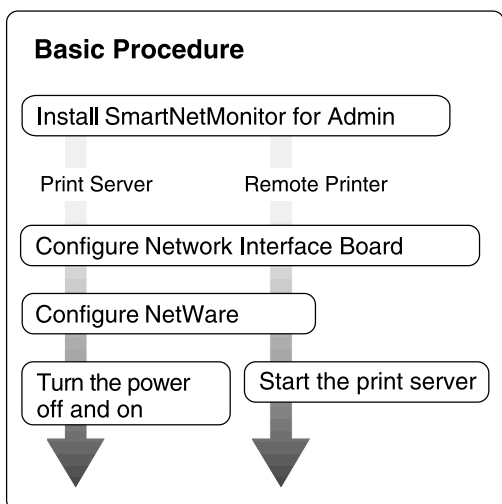 Basic Procedure
Install SmartNetMonitor for Admin
Print Server
Remote Printer
Configure Network Interface Board
Configure NetWare
Turn the power
off and on
Start the print server